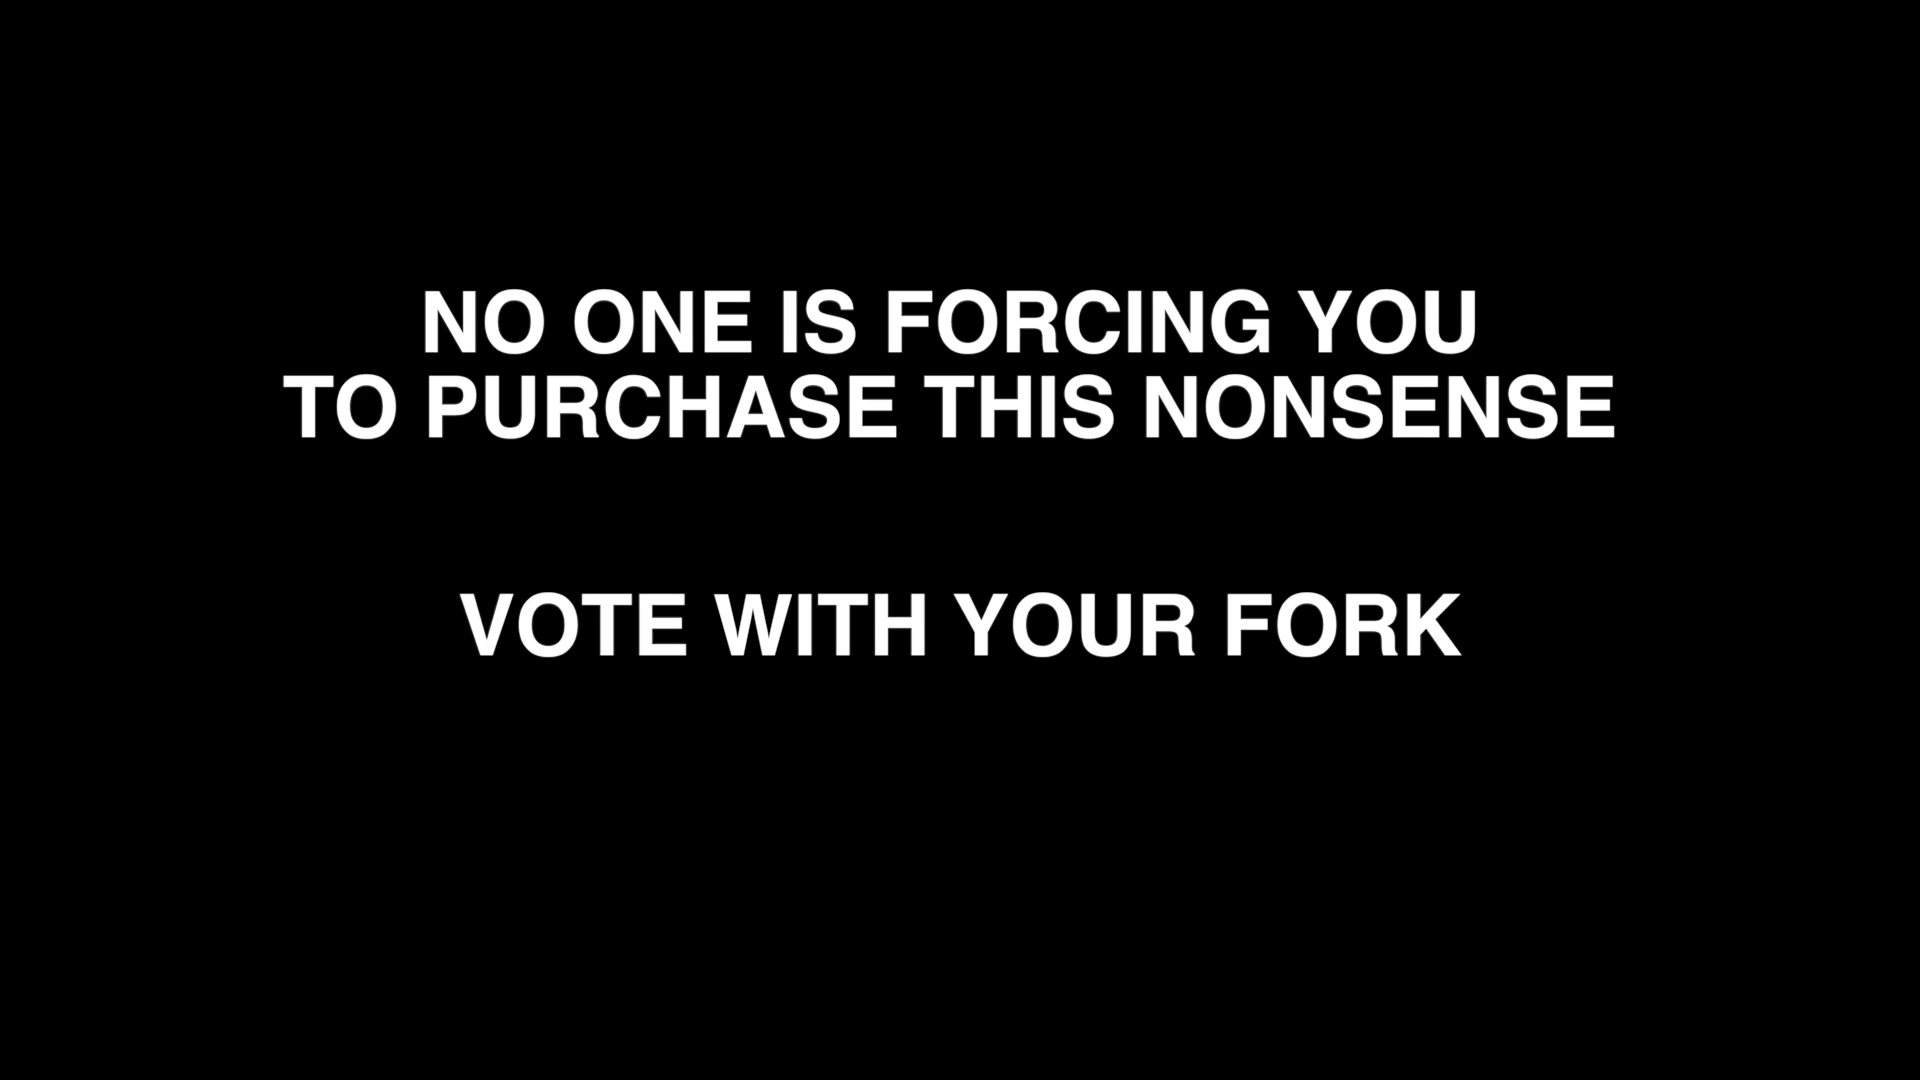 NO ONE IS FORCING YOU
TO PURCHASE THIS NONSENSE
VOTE WITH YOUR FORK